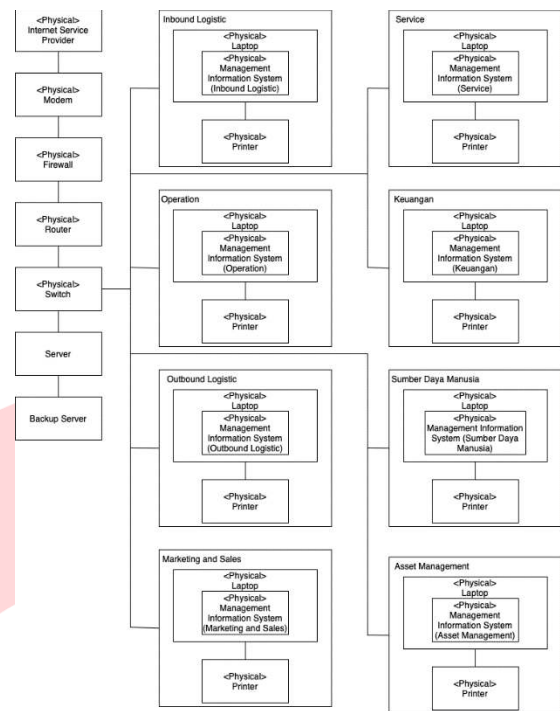 <Physical>
Internet Service
Provider
<Physical>
Modem
<Physical>
Firewall
<Physical>
Router
<Physical>
Switch
Server
Backup Server
Inbound Logistic
<Physical>
Laptop
<Physical>
Management
Information System
(Inbound Logistic)
<Physical>
Printer
Operation
<Physical>
Laptop
<Physical>
Management
Information System
(Operation)
<Physical>
Printer
Outbound Logistic
<Physical>
Laptop
<Physical>
Management
Information System
(Outbound Logistic)
<Physical>
Printer
Marketing and Sales
<Physical>
Laptop
<Physical>
Management
Information System
(Marketing and Sales)
<Physical>
Printer
Service
<Physical>
Laptop
<Physical>
Management
Information System
(Service)
<Physical>
Printer
Keuangan
<Physical>
Laptop
<Physical>
Management
Information System
(Keuangan)
<Physical>
Printer
Sumber Daya Manusia
<Physical>
Laptop
<Physical>
Management Information
System (Sumber Daya
Manusia)
<Physical>
Printer
Asset Management
<Physical>
Laptop
<Physical>
Management
Information System
(Asset Management)
<Physical>
Printer